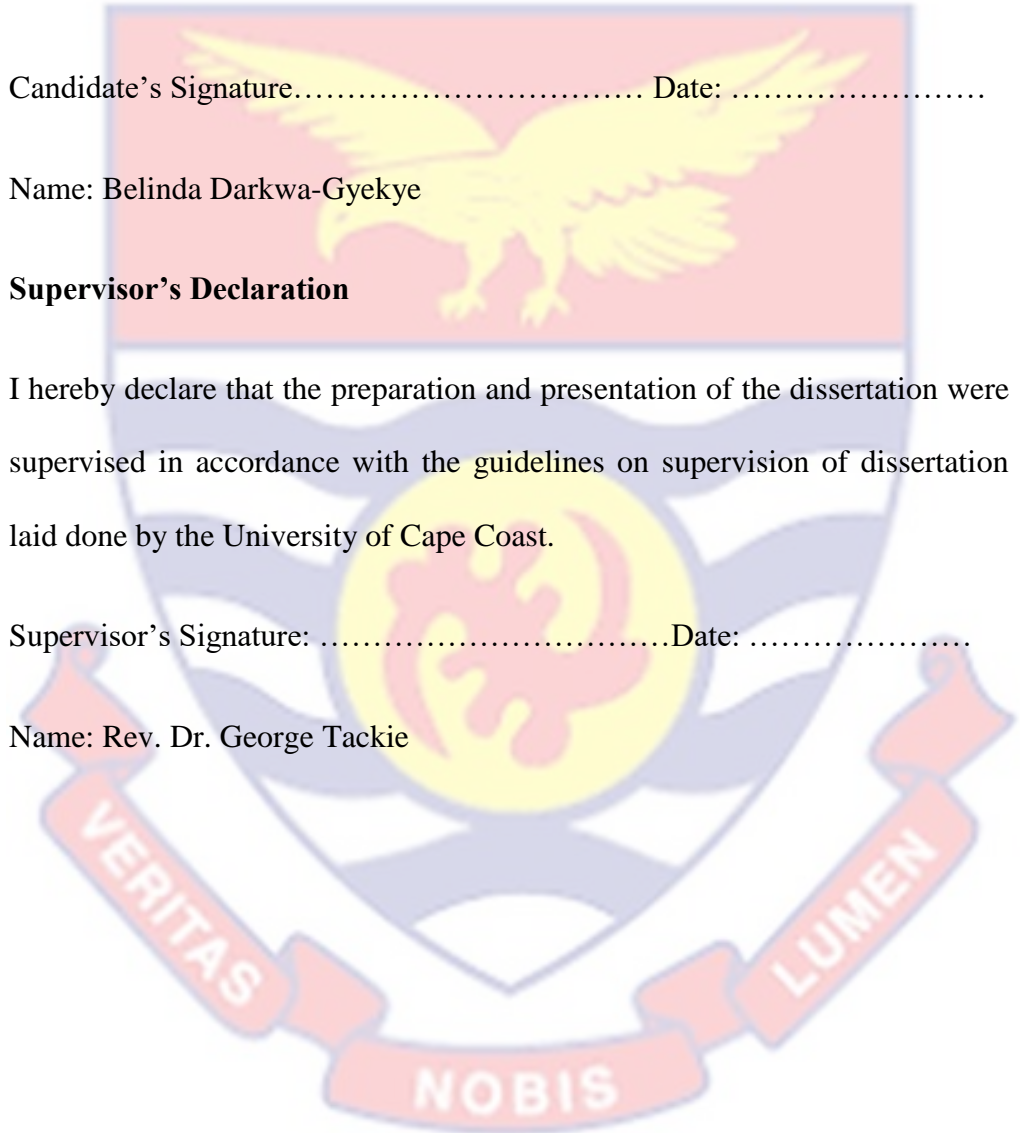 Candidate’s Signature…………………………… Date: ……………………
Name: Belinda Darkwa-Gyekye
Supervisor’s Declaration
I hereby declare that the preparation and presentation of the dissertation were
supervised in accordance with the guidelines on supervision of dissertation
laid done by the University of Cape Coast.
Supervisor’s Signature: ……………………………Date: …………………
Name: Rev. Dr. George Tackie
VERITAS
NOBIS
LUMEN